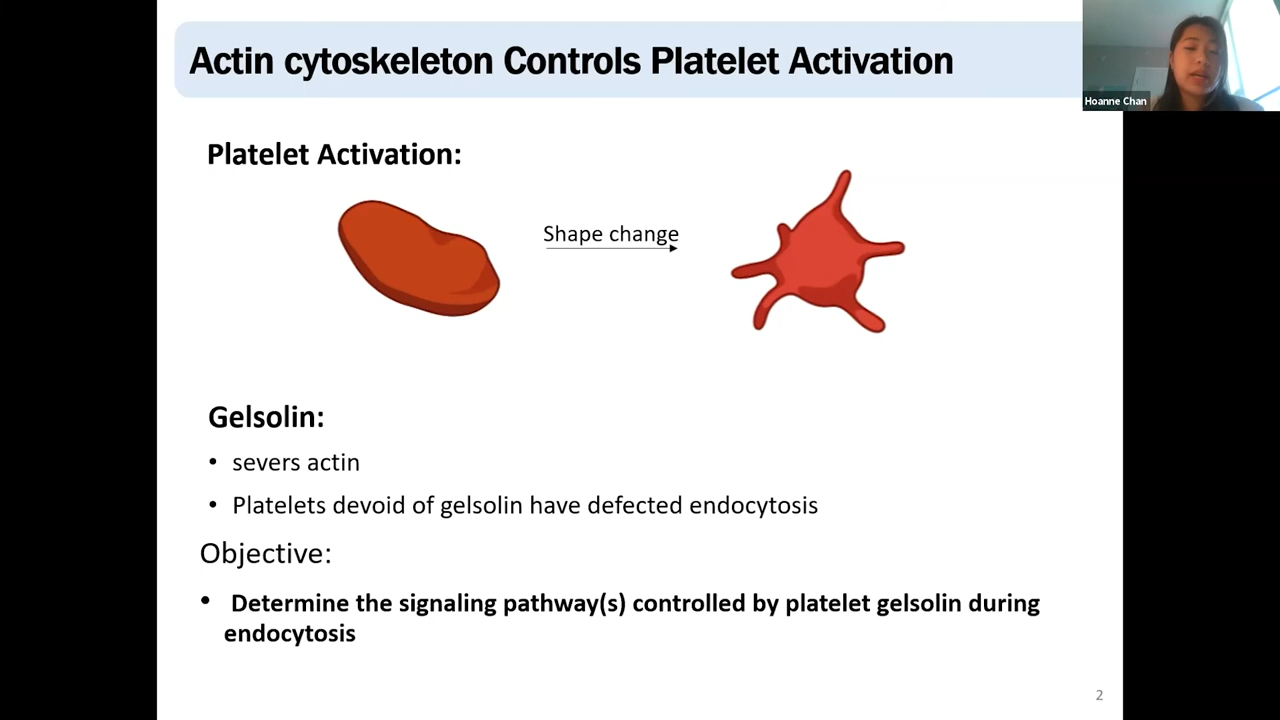 Actin cytoskeleton Controls Platelet Activation
Hoanne Chan
Platelet Activation:
Shape change
Gelsolin:
• severs actin
• Platelets devoid of gelsolin have defected endocytosis
Objective:
• Determine the signaling pathway(s) controlled by platelet gelsolin during
endocytosis
2